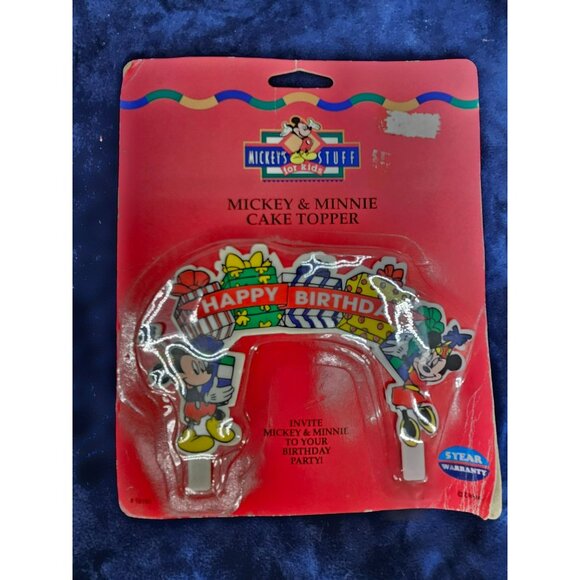 MICKEY'S STUFF
for kids
MICKEY & MINNIE
CAKE TOPPER
HAPPY BIRTHDA
INVITE
MICKEY & MINNIE
TO YOUR
BIRTHDAY
PARTY!
5 YEAR
WARRANTY